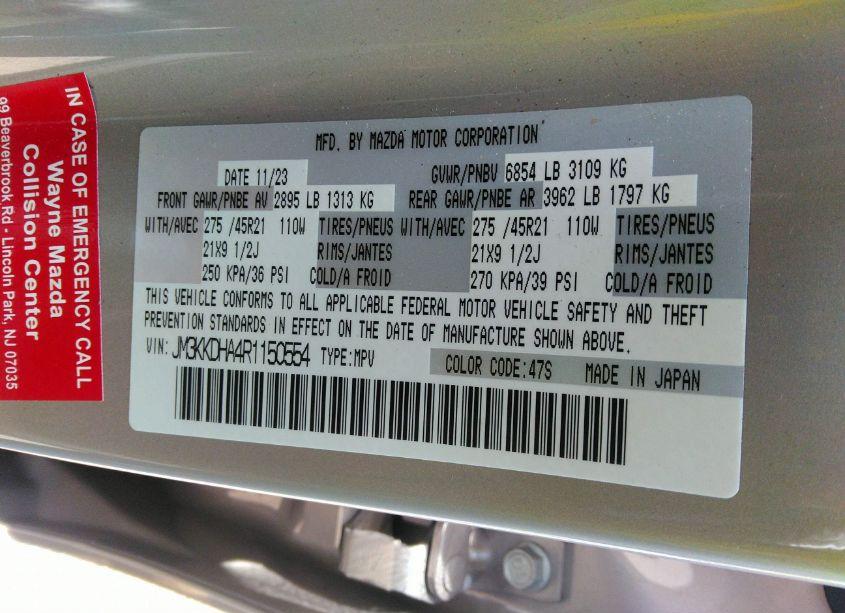 IN CASE OF EMERGENCY CALL
Wayne Mazda
Collision Center
99 Beaverbrook Rd - Lincoln Park, NJ 07035
MFD. BY MAZDA MOTOR CORPORATION
DATE 11/23 GVWR/PNBV 6854 LB 3109 KG
FRONT GAWR/PNBE AV 2895 LB 1313 KG REAR GAWR/PNBE AR 3962 LB 1797 KG
WITH/AVEC 275 /45R21 110W TIRES/PNEUS WITH/AVEC 275 /45R21 110W TIRES/PNEUS
21X9 1/2J RIMS/JANTES 21X9 1/2J RIMS/JANTES
250 KPA/36 PSI COLD/A FROID 270 KPA/39 PSI COLD/A FROID
THIS VEHICLE CONFORMS TO ALL APPLICABLE FEDERAL MOTOR VEHICLE SAFETY AND THEFT
PREVENTION STANDARDS IN EFFECT ON THE DATE OF MANUFACTURE SHOWN ABOVE.
VIN: JM3KKDHA4R1150554 TYPE:MPV COLOR CODE:47S MADE IN JAPAN